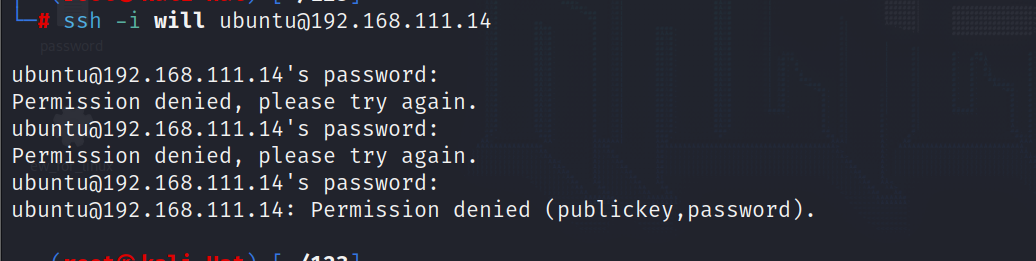 └─# ssh -i will ubuntu@192.168.111.14
password
ubuntu@192.168.111.14's password:
Permission denied, please try again.
ubuntu@192.168.111.14's password:
Permission denied, please try again.
ubuntu@192.168.111.14's password:
ubuntu@192.168.111.14: Permission denied (publickey,password).